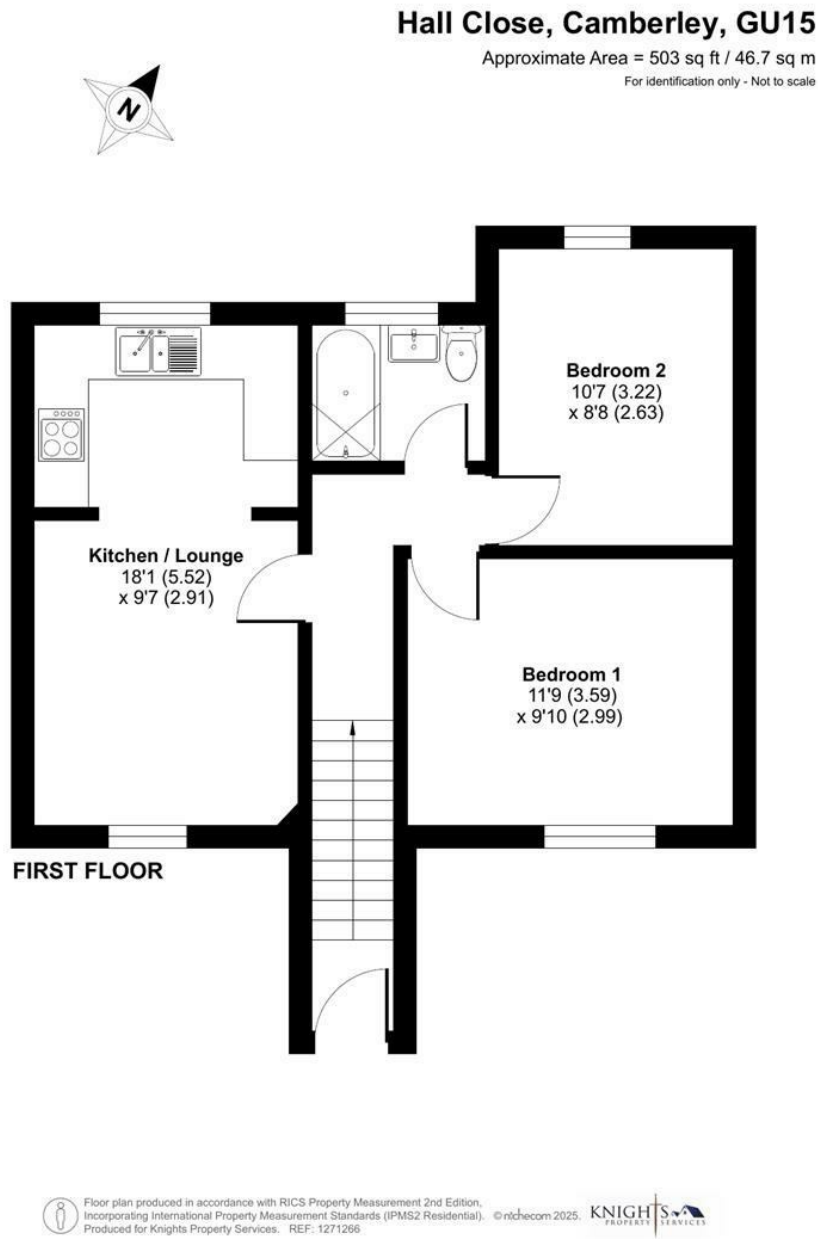 Hall Close, Camberley, GU15
Approximate Area = 503 sq ft / 46.7 sq m
For identification only - Not to scale
N
Bedroom 2
10'7 (3.22)
x 8'8 (2.63)
Kitchen / Lounge
18'1 (5.52)
x 9'7 (2.91)
Bedroom 1
11'9 (3.59)
x 9'10 (2.99)
FIRST FLOOR
Floor plan produced in accordance with RICS Property Measurement 2nd Edition,
Incorporating International Property Measurement Standards (IPMS2 Residential). © nichecom 2025.
Produced for Knights Property Services. REF: 1271266
KNIGHTS
PROPERTY SERVICES